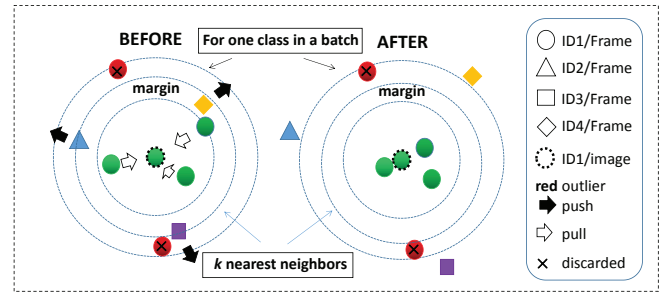 BEFORE
For one class in a batch
AFTER
margin
margin
k nearest neighbors
ID1/Frame
ID2/Frame
ID3/Frame
ID4/Frame
ID1/image
red outlier
push
pull
discarded